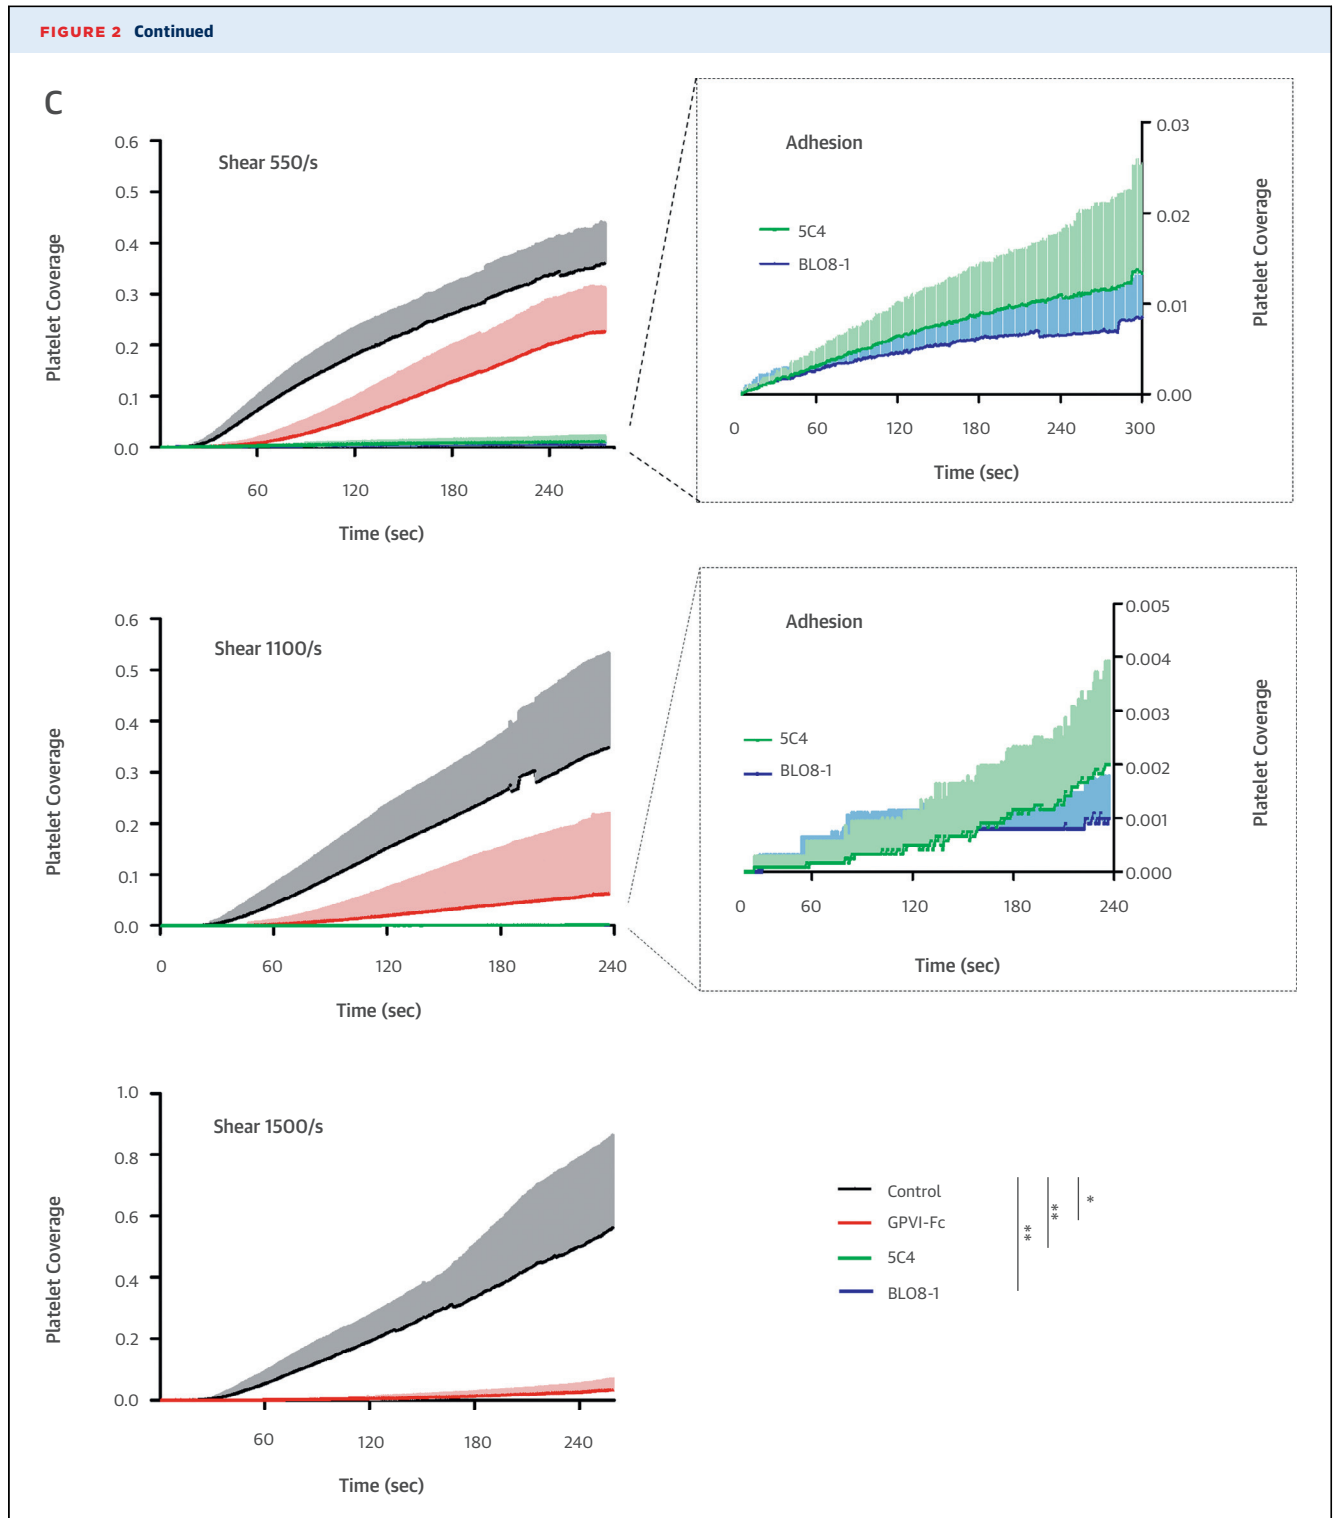 FIGURE 2 Continued
C
Shear 550/s
Platelet Coverage
0.6
0.5
0.4
0.3
0.2
0.1
0.0
60 120 180 240
Time (sec)
Adhesion
5C4
BLO8-1
0.03
0.02
0.01
0.00
Platelet Coverage
0 60 120 180 240 300
Time (sec)
Shear 1100/s
Platelet Coverage
0.6
0.5
0.4
0.3
0.2
0.1
0.0
0 60 120 180 240
Time (sec)
Adhesion
5C4
BLO8-1
0.005
0.004
0.003
0.002
0.001
0.000
Platelet Coverage
0 60 120 180 240
Time (sec)
Shear 1500/s
Platelet Coverage
1.0
0.8
0.6
0.4
0.2
0.0
60 120 180 240
Time (sec)
Control
GPVI-Fc
5C4
BLO8-1
**
**
*